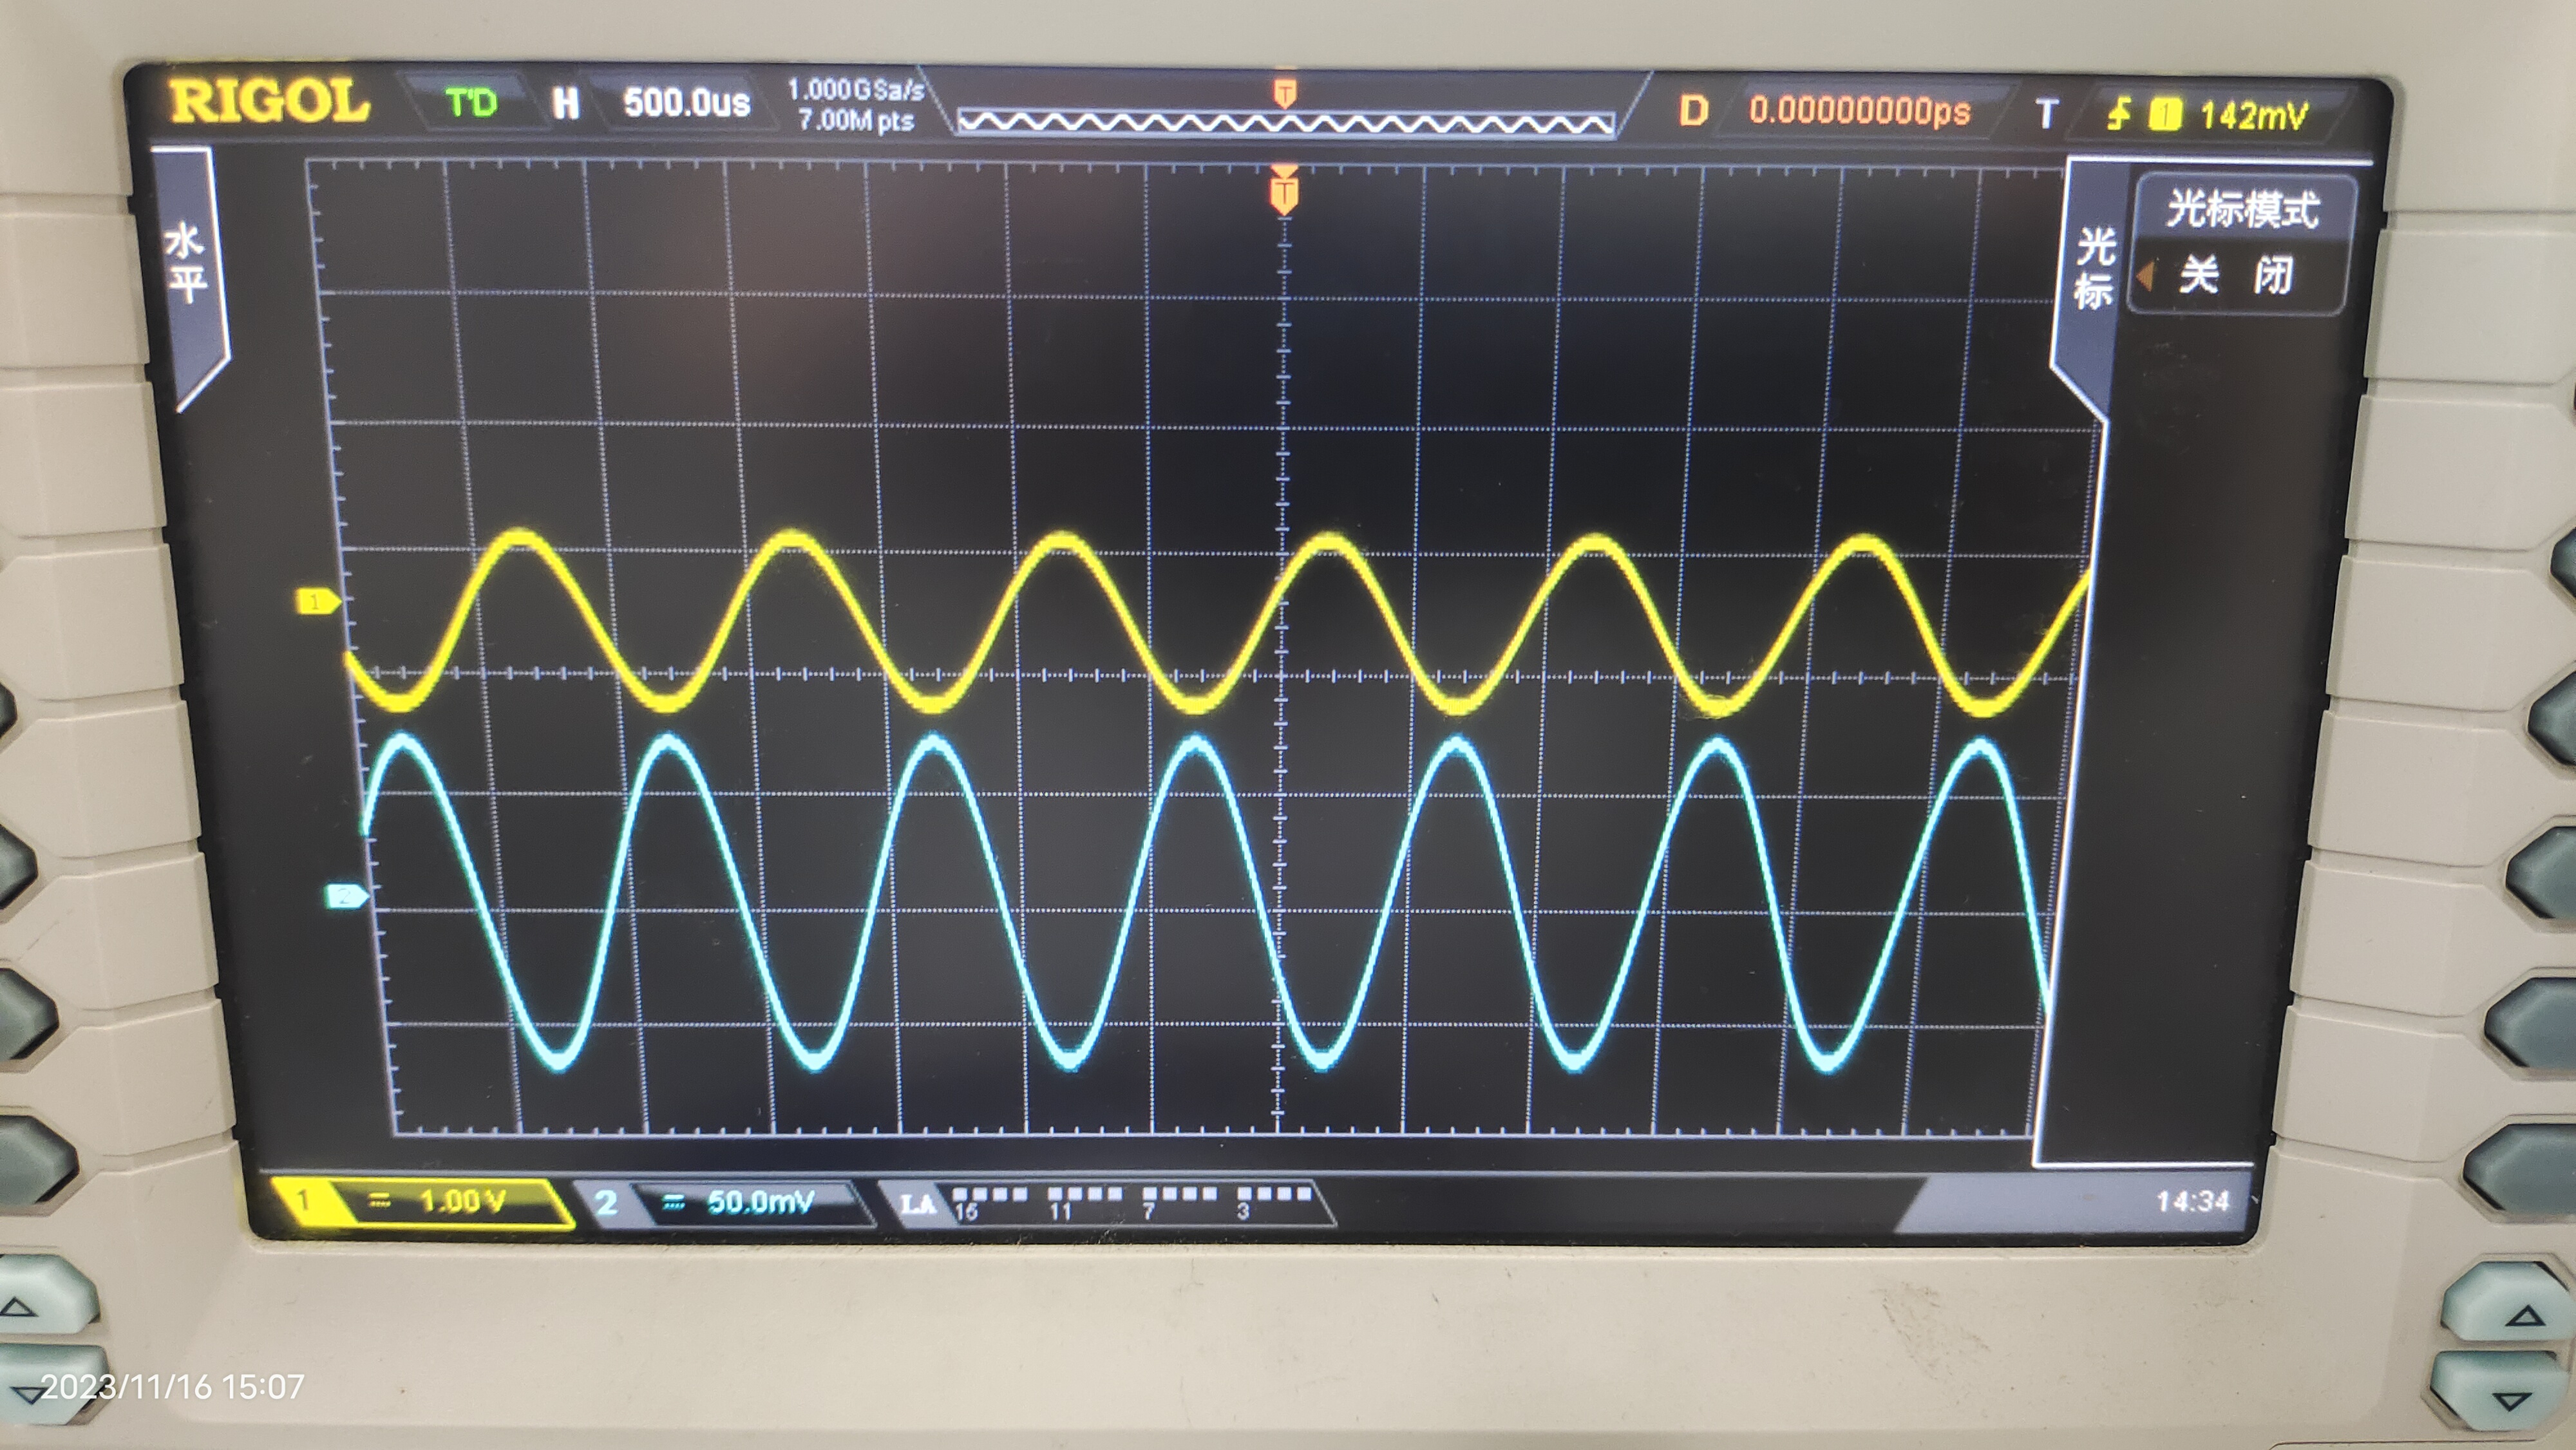 RIGOL T'D H 500.0us 1.000GSa/s D 0.00000000ps T 1 142mV
7.00M pts
T
T
水平
光标
光标模式
关 闭
1
2
1 1.00 V 2 50.0mV LA 15 11 7 3 14:34
2023/11/16 15:07